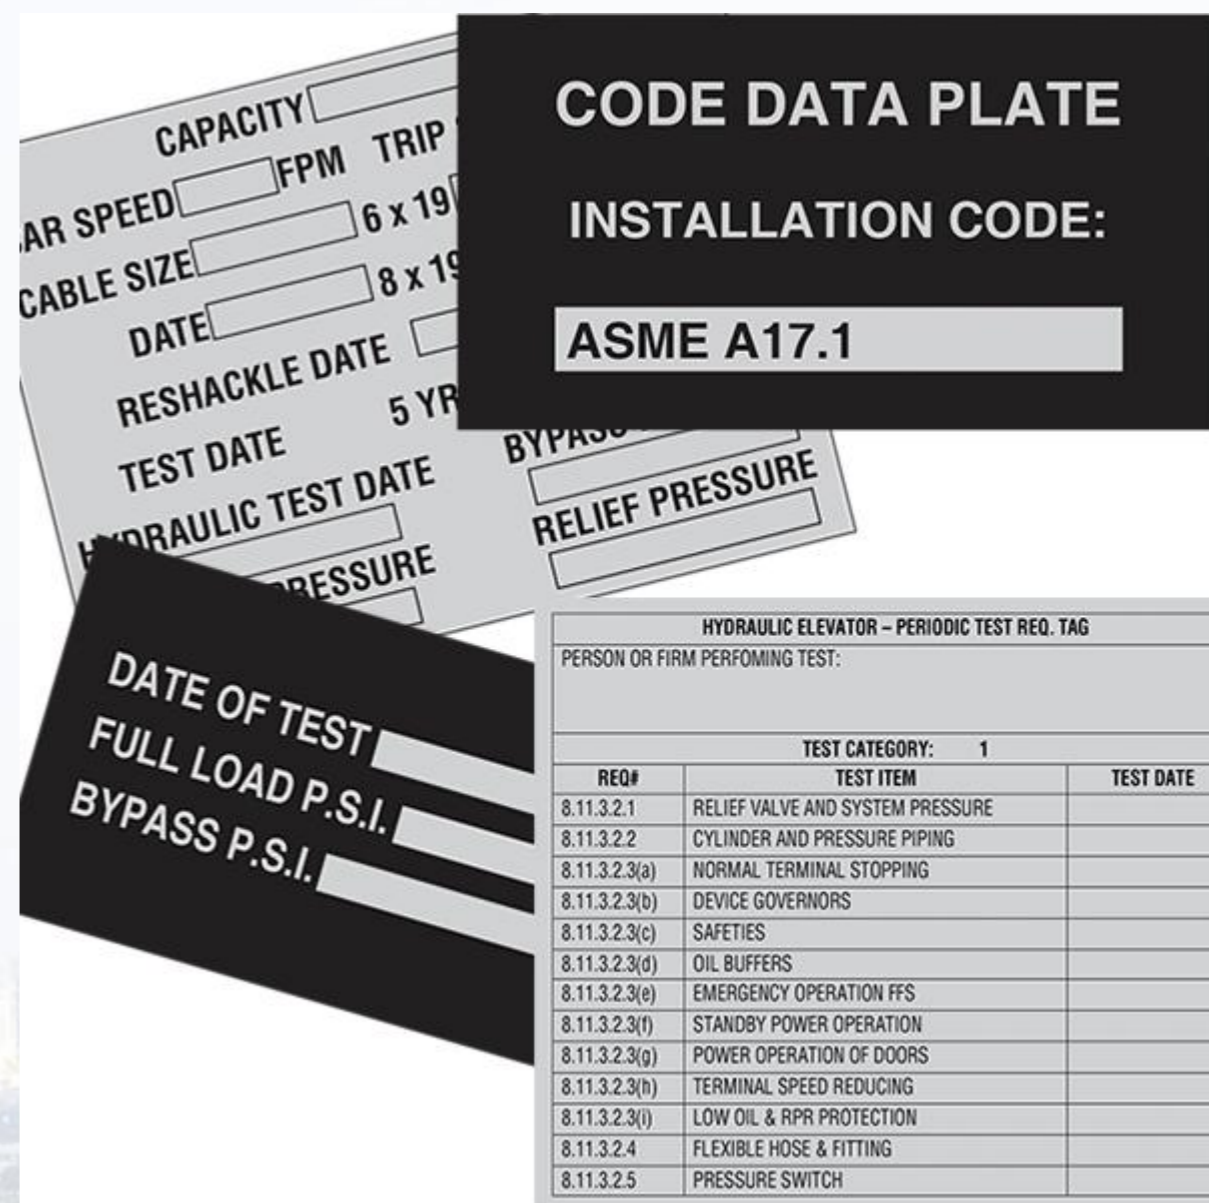 CAPACITY
CAR SPEED FPM TRIP
CABLE SIZE 6 x 19
DATE 8 x 19
RESHACKLE DATE
TEST DATE 5 YR
HYDRAULIC TEST DATE BYPASS
PRESSURE RELIEF PRESSURE
CODE DATA PLATE
INSTALLATION CODE:
ASME A17.1
DATE OF TEST
FULL LOAD P.S.I.
BYPASS P.S.I.
HYDRAULIC ELEVATOR – PERIODIC TEST REQ. TAG
PERSON OR FIRM PERFOMING TEST:
TEST CATEGORY: 1
REQ# TEST ITEM TEST DATE
8.11.3.2.1 RELIEF VALVE AND SYSTEM PRESSURE
8.11.3.2.2 CYLINDER AND PRESSURE PIPING
8.11.3.2.3(a) NORMAL TERMINAL STOPPING
8.11.3.2.3(b) DEVICE GOVERNORS
8.11.3.2.3(c) SAFETIES
8.11.3.2.3(d) OIL BUFFERS
8.11.3.2.3(e) EMERGENCY OPERATION FFS
8.11.3.2.3(f) STANDBY POWER OPERATION
8.11.3.2.3(g) POWER OPERATION OF DOORS
8.11.3.2.3(h) TERMINAL SPEED REDUCING
8.11.3.2.3(i) LOW OIL & RPR PROTECTION
8.11.3.2.4 FLEXIBLE HOSE & FITTING
8.11.3.2.5 PRESSURE SWITCH